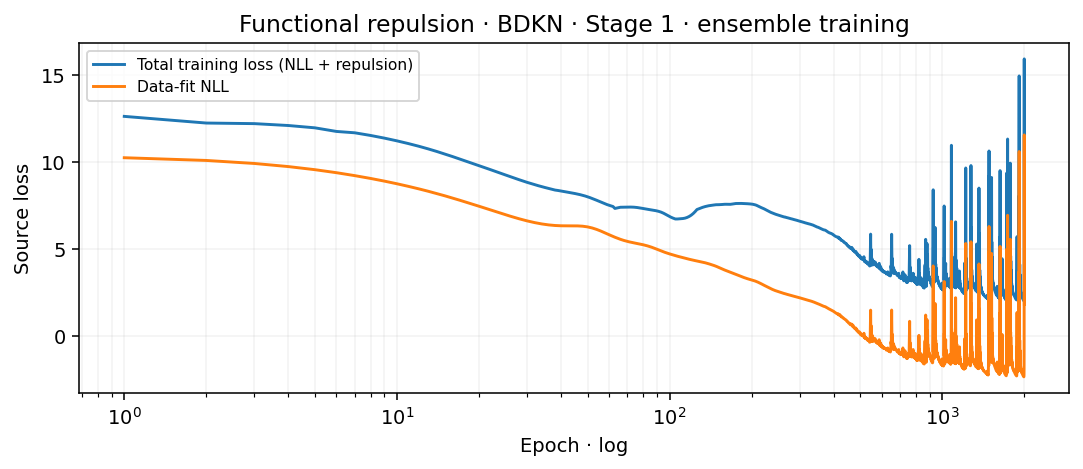 Functional repulsion · BDKN · Stage 1 · ensemble training
Total training loss (NLL + repulsion)
Data-fit NLL
Source loss
15
10
5
0
10⁰
10¹
10²
10³
Epoch · log